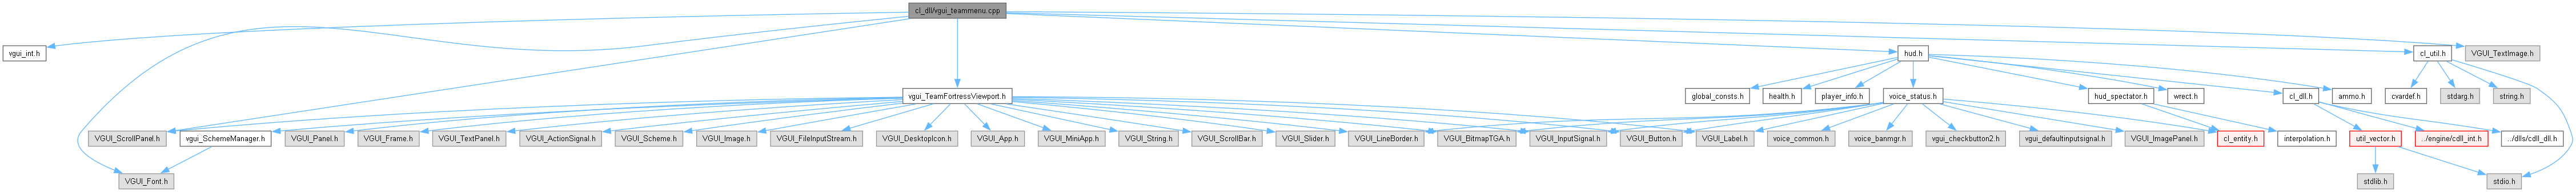 cl_dll/vgui_teammenu.cpp
vgui_int.h
hud.h
cl_util.h
VGUI_TextImage.h
vgui_TeamFortressViewport.h
global_consts.h
health.h
player_info.h
voice_status.h
hud_spectator.h
wrect.h
cl_dll.h
ammo.h
cvardef.h
stdarg.h
string.h
VGUI_ScrollPanel.h
vgui_SchemeManager.h
VGUI_Panel.h
VGUI_Frame.h
VGUI_TextPanel.h
VGUI_ActionSignal.h
VGUI_Scheme.h
VGUI_Image.h
VGUI_FileInputStream.h
VGUI_DesktopIcon.h
VGUI_App.h
VGUI_MiniApp.h
VGUI_String.h
VGUI_ScrollBar.h
VGUI_Slider.h
VGUI_LineBorder.h
VGUI_BitmapTGA.h
VGUI_InputSignal.h
VGUI_Button.h
VGUI_Label.h
voice_common.h
voice_banmgr.h
vgui_checkbutton2.h
vgui_defaultinputsignal.h
VGUI_ImagePanel.h
cl_entity.h
interpolation.h
util_vector.h
../engine/cdll_int.h
../dlls/cdll_dll.h
VGUI_Font.h
stdlib.h
stdio.h